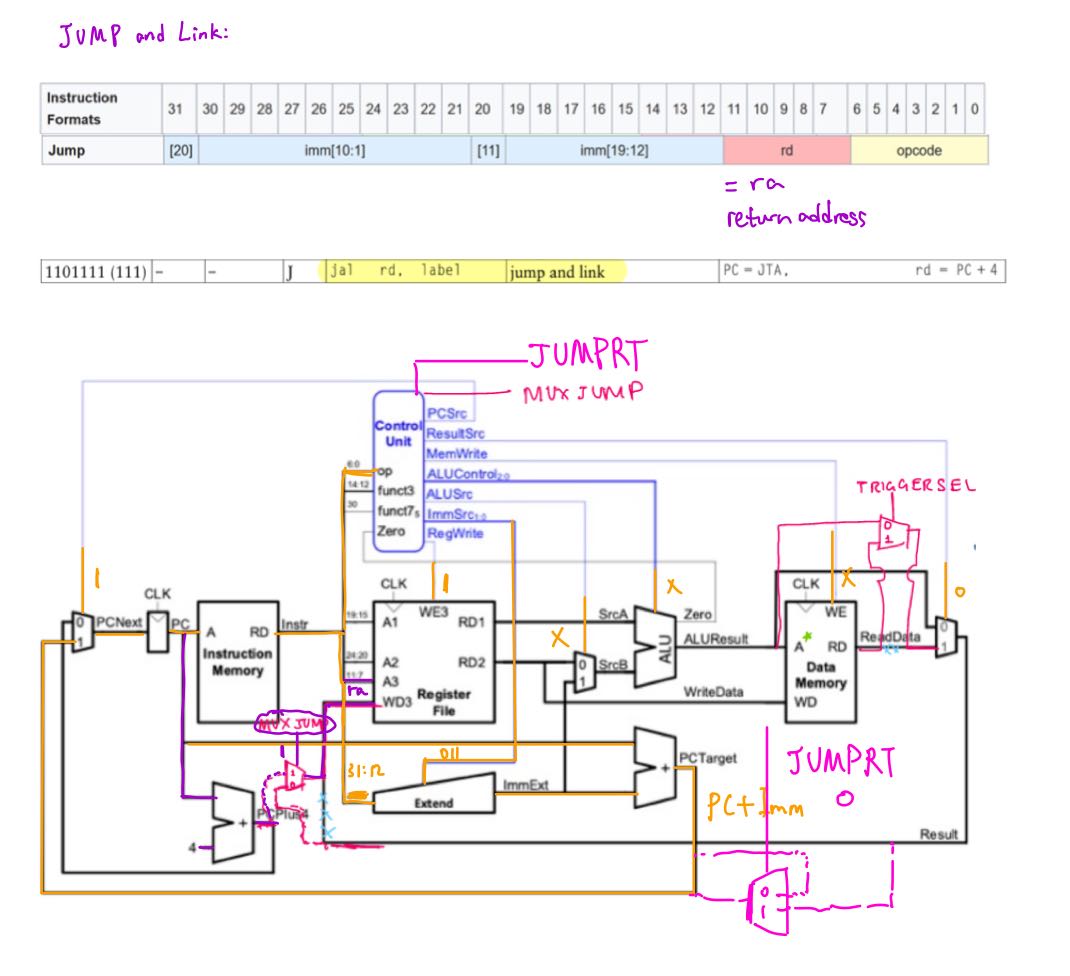 JUMP and Link:
Instruction Formats 31 30 29 28 27 26 25 24 23 22 21 20 19 18 17 16 15 14 13 12 11 10 9 8 7 6 5 4 3 2 1 0
Jump [20] imm[10:1] [11] imm[19:12] rd opcode
= ra
return address
1101111 (111) – – J jal rd, label jump and link PC = JTA, rd = PC + 4
JUMPRT
MUX JUMP
PCSrc
Control Unit
ResultSrc
MemWrite
6:0 op ALUControl2:0
14:12 funct3 ALUSrc
30 funct75 ImmSrc1:0
Zero RegWrite
TRIGGERSEL
0
1
1 1 X X 0
CLK CLK CLK
0 PCNext PC A RD Instr 19:15 A1 WE3 RD1 SrcA Zero WE 0
1
Instruction Memory
X ALU ALUResult A RD ReadData 1
24:20 A2 RD2 0 SrcB Data Memory
11:7 A3 1
ra WD3 Register File WriteData WD
MUX JUMP
011 PCTarget
+
1
0
31:12 Extend ImmExt
JUMPRT
0
PC+Imm
+ PCPlus4
4
Result
0
1